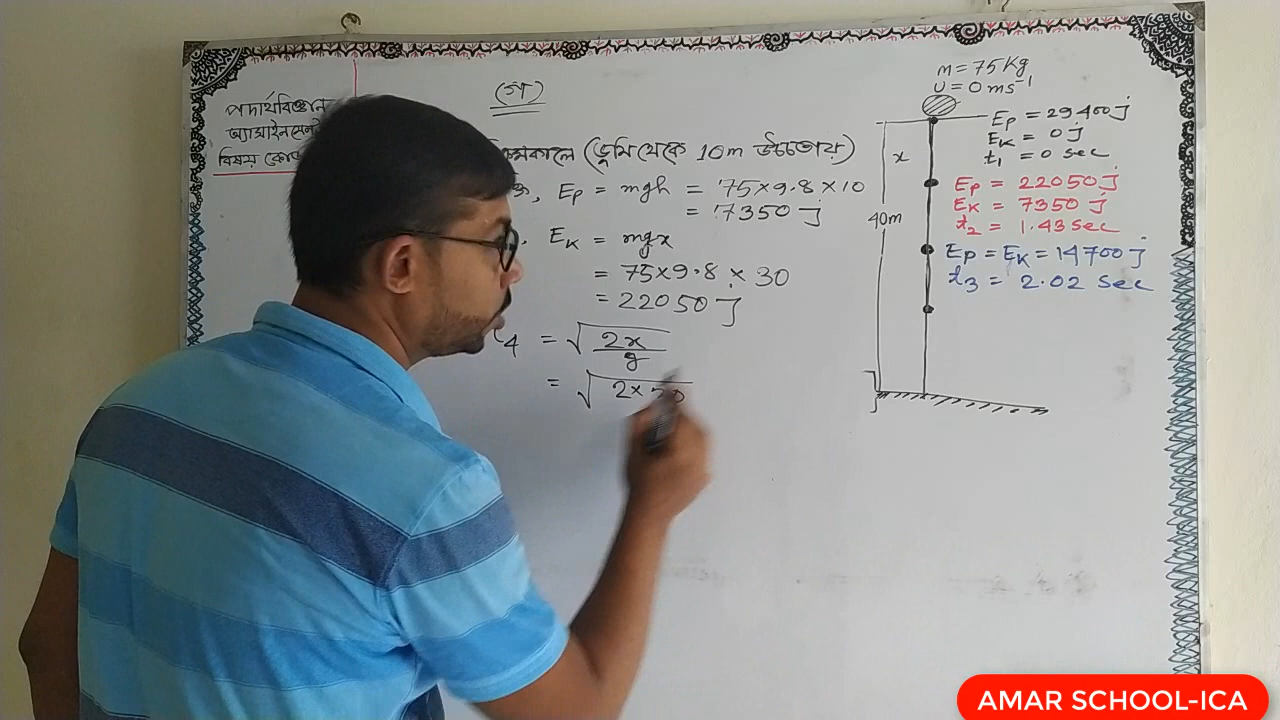 পদার্থবিজ্ঞান
বিষয় কোড
(গ)
(ভূমি থেকে 10m উচ্চতায়)
Ep = mgh = 75×9.8×10
= 7350 j
EK = mgx
= 75×9.8 × 30
= 22050 j
4 = √2x/g
= √2×30
m = 75 Kg
U = 0 ms⁻¹
Ep = 29400 j
EK = 0 j
t1 = 0 sec
x
Ep = 22050 j
EK = 7350 j
t2 = 1.43 sec
40m
Ep = EK = 14700 j
t3 = 2.02 sec
AMAR SCHOOL-ICA